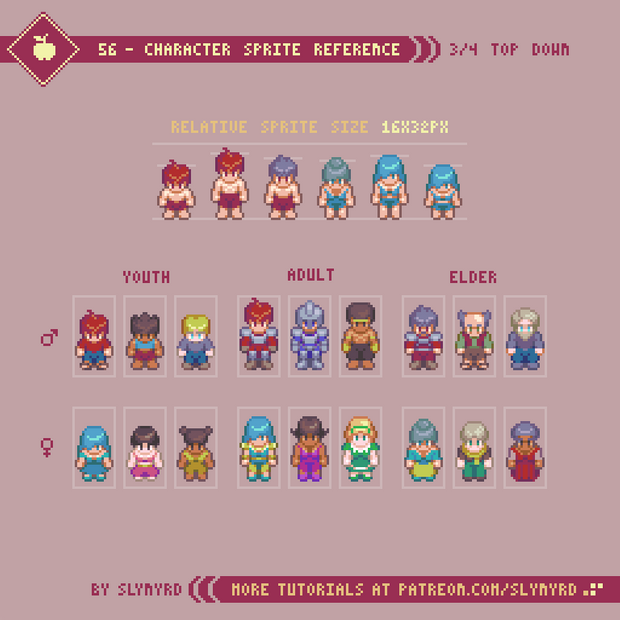 56 - CHARACTER SPRITE REFERENCE 3/4 TOP DOWN
RELATIVE SPRITE SIZE 16X32PX
YOUTH ADULT ELDER
♂
♀
BY SLYNYRD MORE TUTORIALS AT PATREON.COM/SLYNYRD